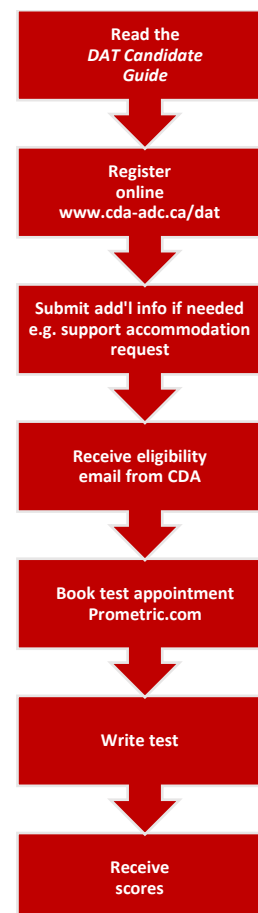 Read the
DAT Candidate
Guide
Register
online
www.cda-adc.ca/dat
Submit add'l info if needed
e.g. support accommodation
request
Receive eligibility
email from CDA
Book test appointment
Prometric.com
Write test
Receive
scores